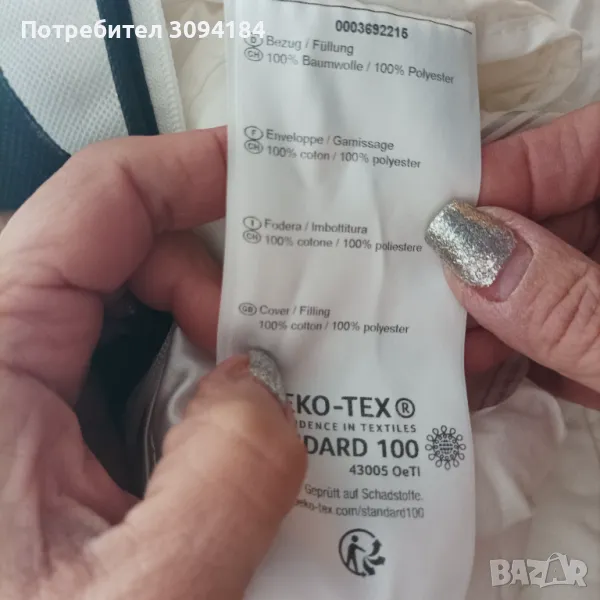 Потребител 3094184
0003692216
D Bezug / Füllung
CH 100% Baumwolle / 100% Polyester
F Enveloppe / Garnissage
CH 100% coton / 100% polyester
I Fodera / Imbottitura
CH 100% cotone / 100% poliestere
GB Cover / Filling
100% cotton / 100% polyester
EKO-TEX®
IDENCE IN TEXTILES
DARD 100
43005 OeTI
Geprüft auf Schadstoffe.
eko-tex.com/standard100
BAZAR